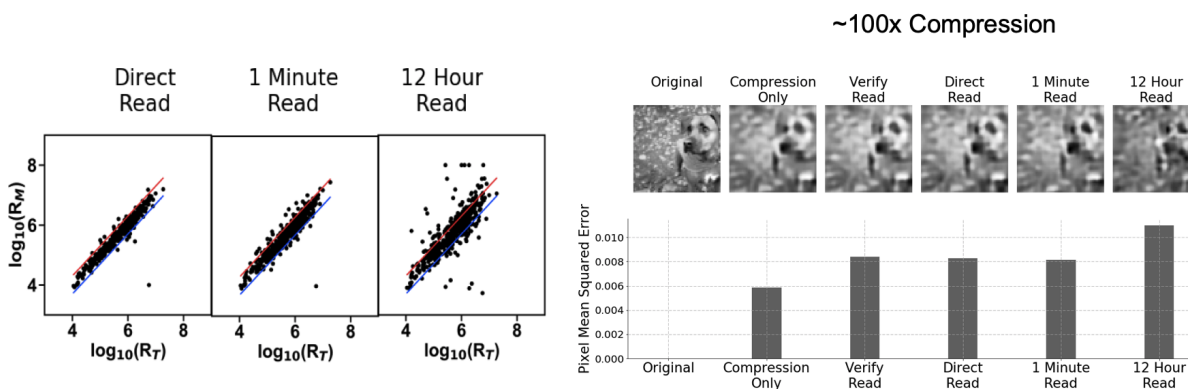 ~100x Compression
Direct
Read
1 Minute
Read
12 Hour
Read
8
6
4
log10(RM)
4 6 8
4 6 8
4 6 8
log10(RT)
log10(RT)
log10(RT)
Original
Compression
Only
Verify
Read
Direct
Read
1 Minute
Read
12 Hour
Read
Pixel Mean Squared Error
0.010
0.008
0.006
0.004
0.002
0.000
Original
Compression
Only
Verify
Read
Direct
Read
1 Minute
Read
12 Hour
Read